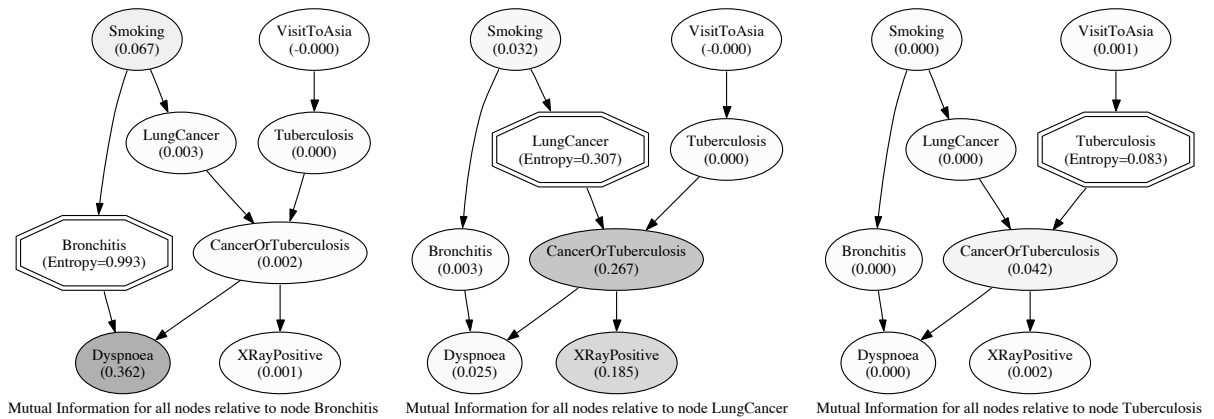 Smoking
(0.067)
VisitToAsia
(-0.000)
LungCancer
(0.003)
Tuberculosis
(0.000)
Bronchitis
(Entropy=0.993)
CancerOrTuberculosis
(0.002)
Dyspnoea
(0.362)
XRayPositive
(0.001)
Mutual Information for all nodes relative to node Bronchitis
Smoking
(0.032)
VisitToAsia
(-0.000)
LungCancer
(Entropy=0.307)
Tuberculosis
(0.000)
Bronchitis
(0.003)
CancerOrTuberculosis
(0.267)
Dyspnoea
(0.025)
XRayPositive
(0.185)
Mutual Information for all nodes relative to node LungCancer
Smoking
(0.000)
VisitToAsia
(0.001)
LungCancer
(0.000)
Tuberculosis
(Entropy=0.083)
Bronchitis
(0.000)
CancerOrTuberculosis
(0.042)
Dyspnoea
(0.000)
XRayPositive
(0.002)
Mutual Information for all nodes relative to node Tuberculosis